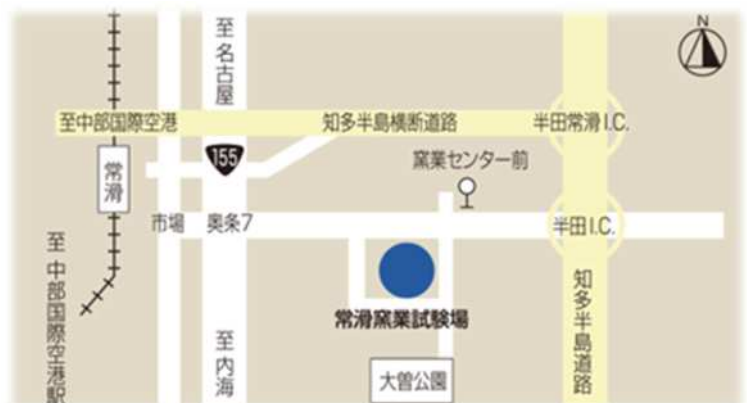 至名古屋
N
至中部国際空港
知多半島横断道路
半田常滑I.C.
155
窯業センター前
常滑
市場
奥条7
半田I.C.
至 中部国際空港駅
知多半島道路
常滑窯業試験場
至内海
大曽公園